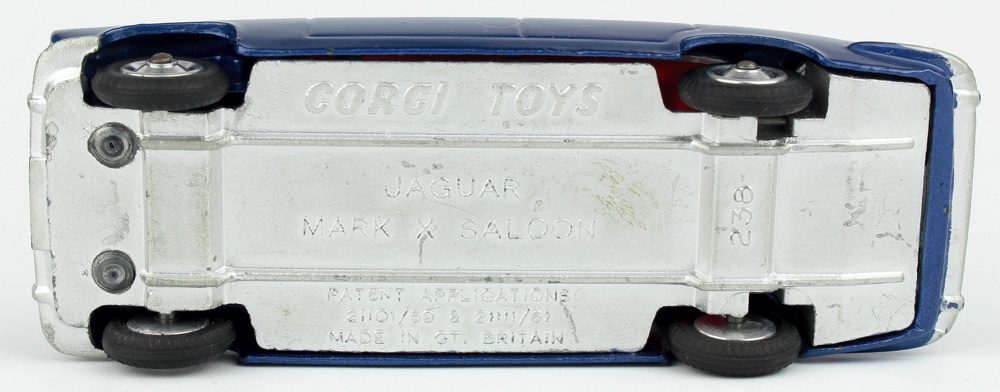 CORGI TOYS
JAGUAR
MARK X SALOON
238
PATENT APPLICATIONS
21101/59 & 21111/61
MADE IN GT. BRITAIN